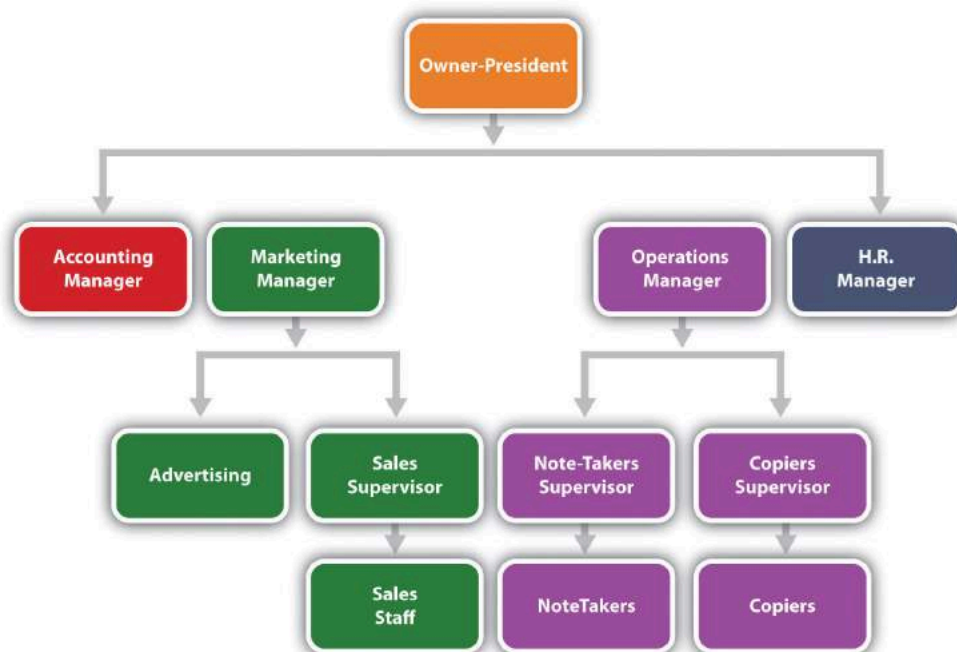 Owner-President
Accounting
Manager
Marketing
Manager
Operations
Manager
H.R.
Manager
Advertising
Sales
Supervisor
Note-Takers
Supervisor
Copiers
Supervisor
Sales
Staff
NoteTakers
Copiers